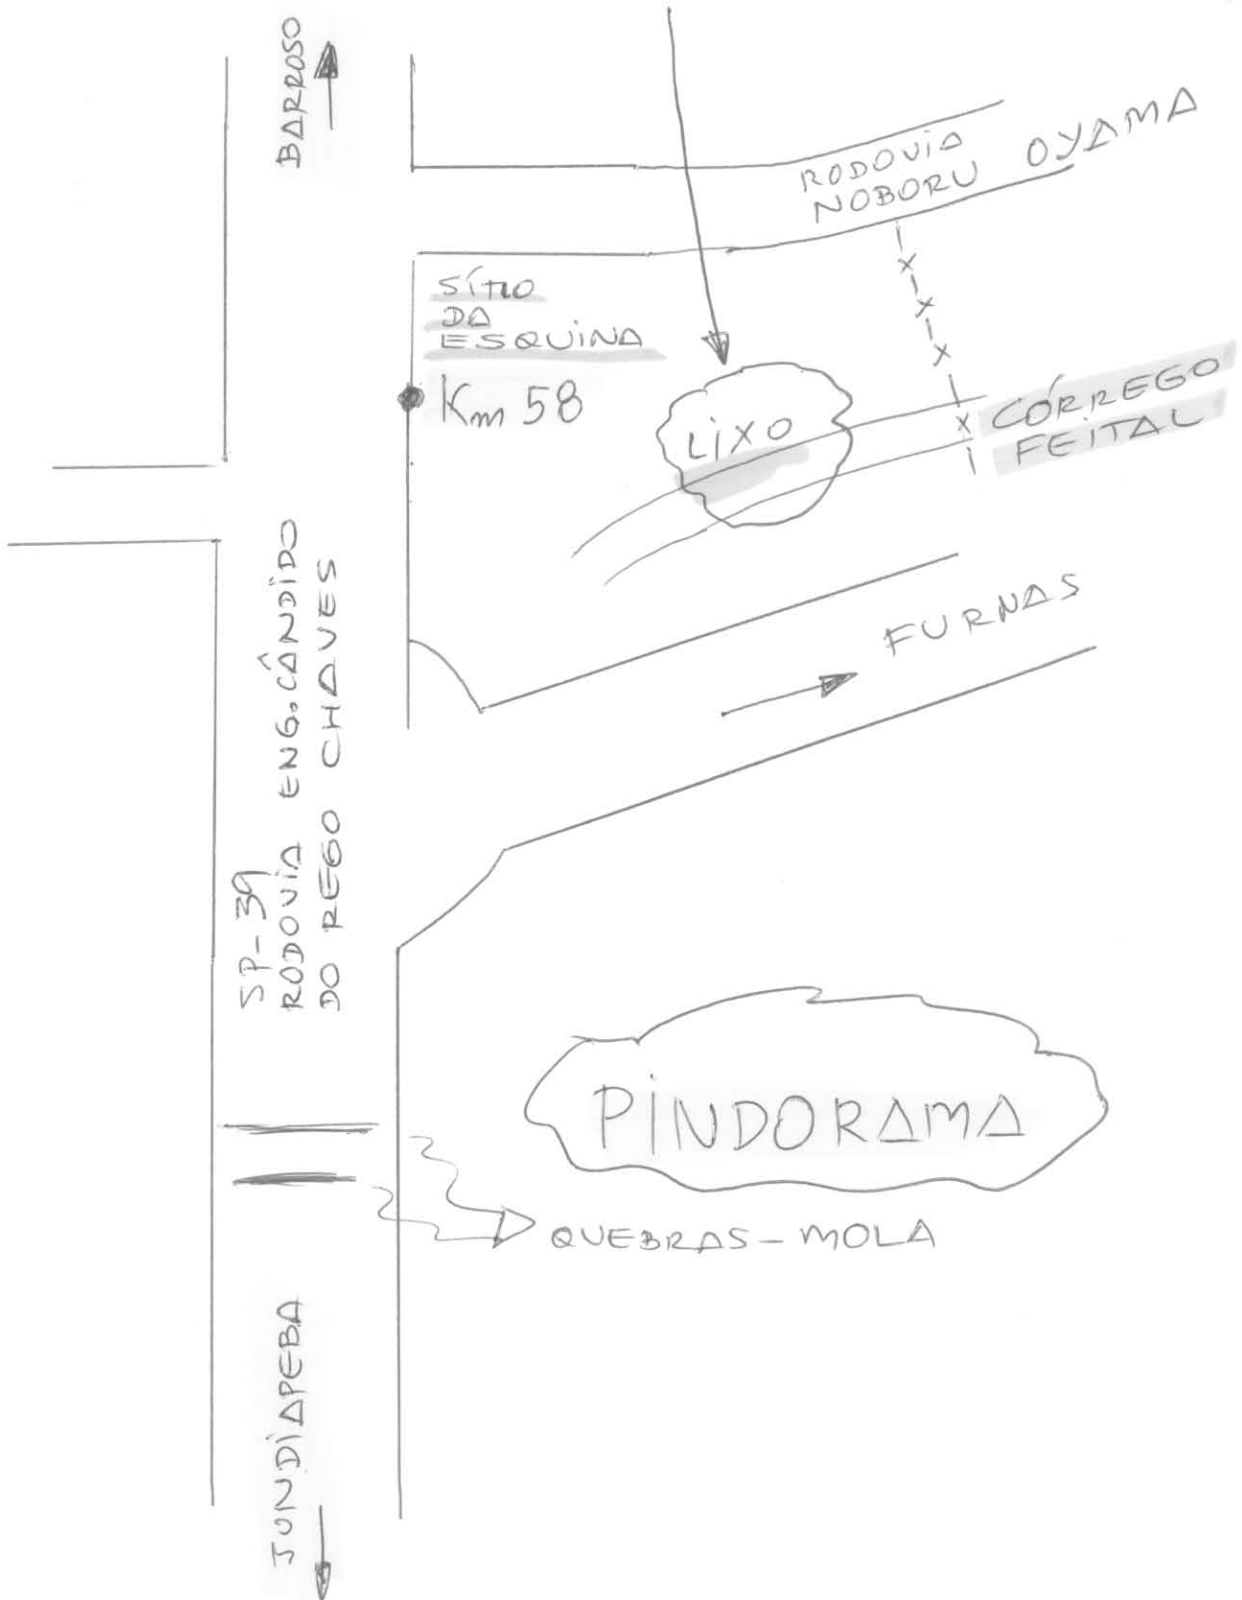 BARROSO
RODOVIA
NOBORU OYAMA
SÍTIO
DA
ESQUINA
Km 58
LIXO
CÓRREGO
FEITAL
FURNAS
SP-39
RODOVIA ENG. CÂNDIDO
DO REGO CHAVES
PINDORAMA
QUEBRAS-MOLA
JUNDIAPEBA